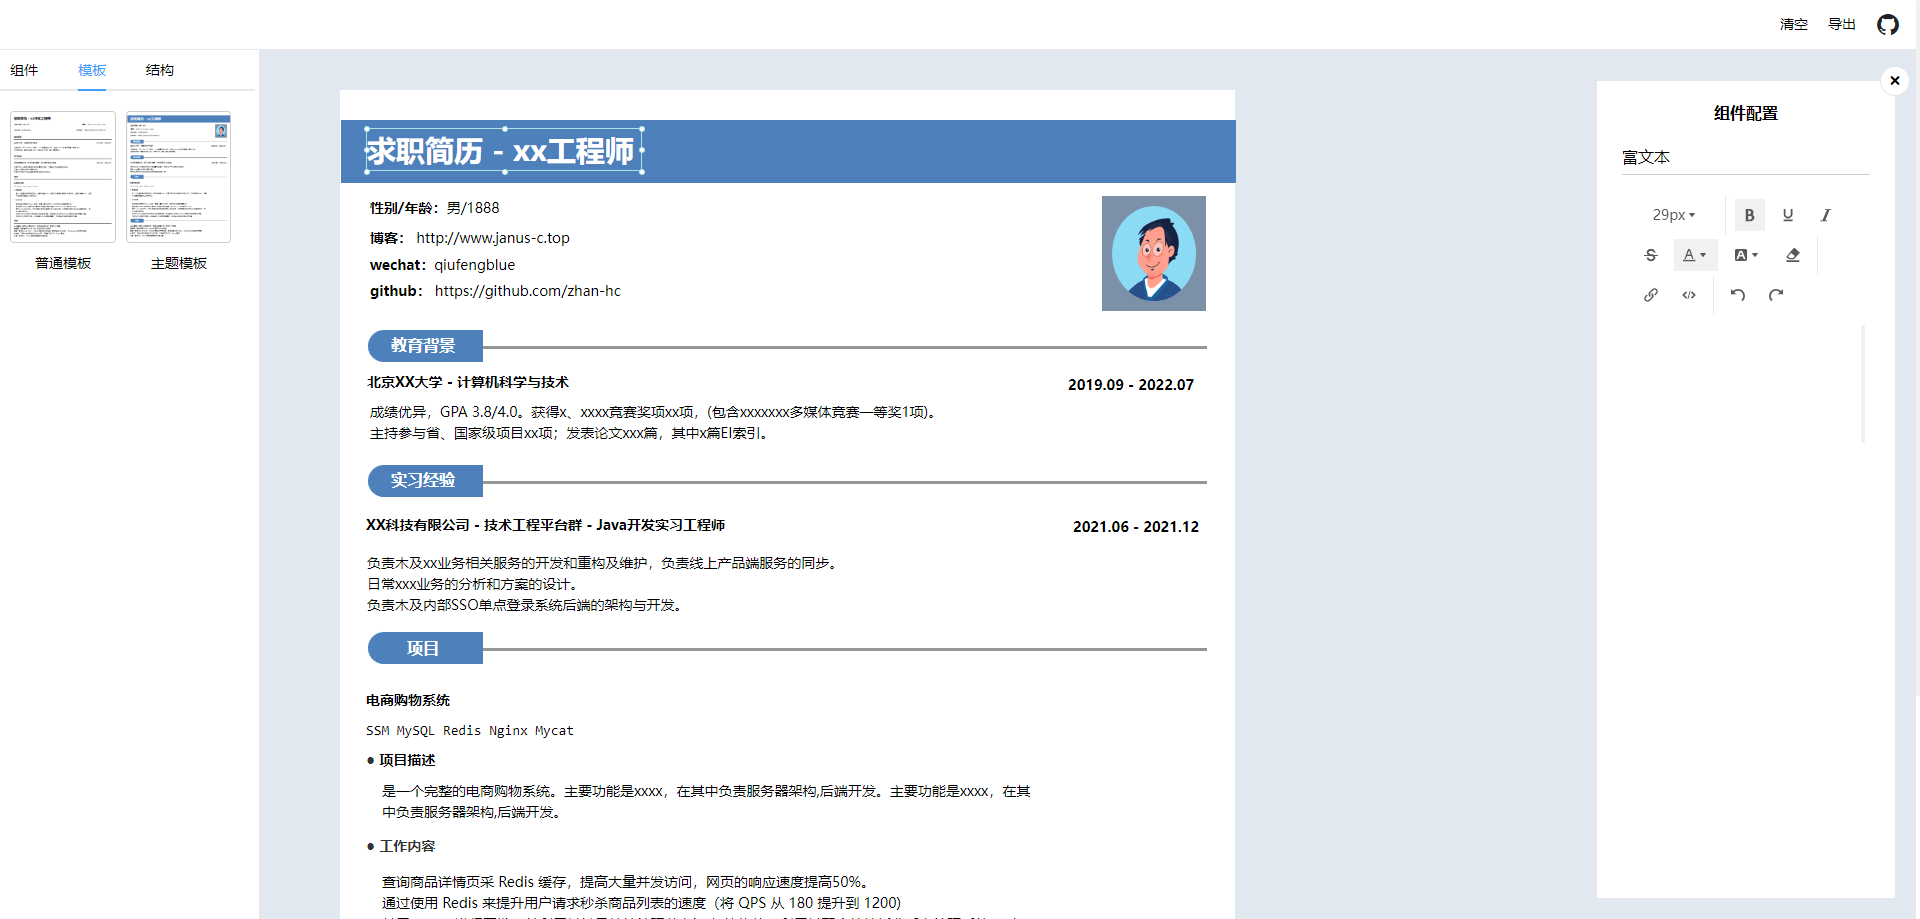 清空 导出
组件 模板 结构
普通模板 主题模板
求职简历 - xx工程师
性别/年龄：男/1888
博客： http://www.janus-c.top
wechat：qiufengblue
github： https://github.com/zhan-hc
教育背景
北京XX大学 - 计算机科学与技术 2019.09 - 2022.07
成绩优异，GPA 3.8/4.0。获得x、xxxx竞赛奖项xx项，(包含xxxxxxx多媒体竞赛一等奖1项)。
主持参与省、国家级项目xx项；发表论文xxx篇，其中x篇EI索引。
实习经验
XX科技有限公司 - 技术工程平台群 - Java开发实习工程师 2021.06 - 2021.12
负责木及xx业务相关服务的开发和重构及维护，负责线上产品端服务的同步。
日常xxx业务的分析和方案的设计。
负责木及内部SSO单点登录系统后端的架构与开发。
项目
电商购物系统
SSM MySQL Redis Nginx Mycat
● 项目描述
是一个完整的电商购物系统。主要功能是xxxx，在其中负责服务器架构,后端开发。主要功能是xxxx，在其
中负责服务器架构,后端开发。
● 工作内容
查询商品详情页采 Redis 缓存，提高大量并发访问，网页的响应速度提高50%。
通过使用 Redis 来提升用户请求秒杀商品列表的速度（将 QPS 从 180 提升到 1200）
组件配置
富文本
29px B U I
S A A